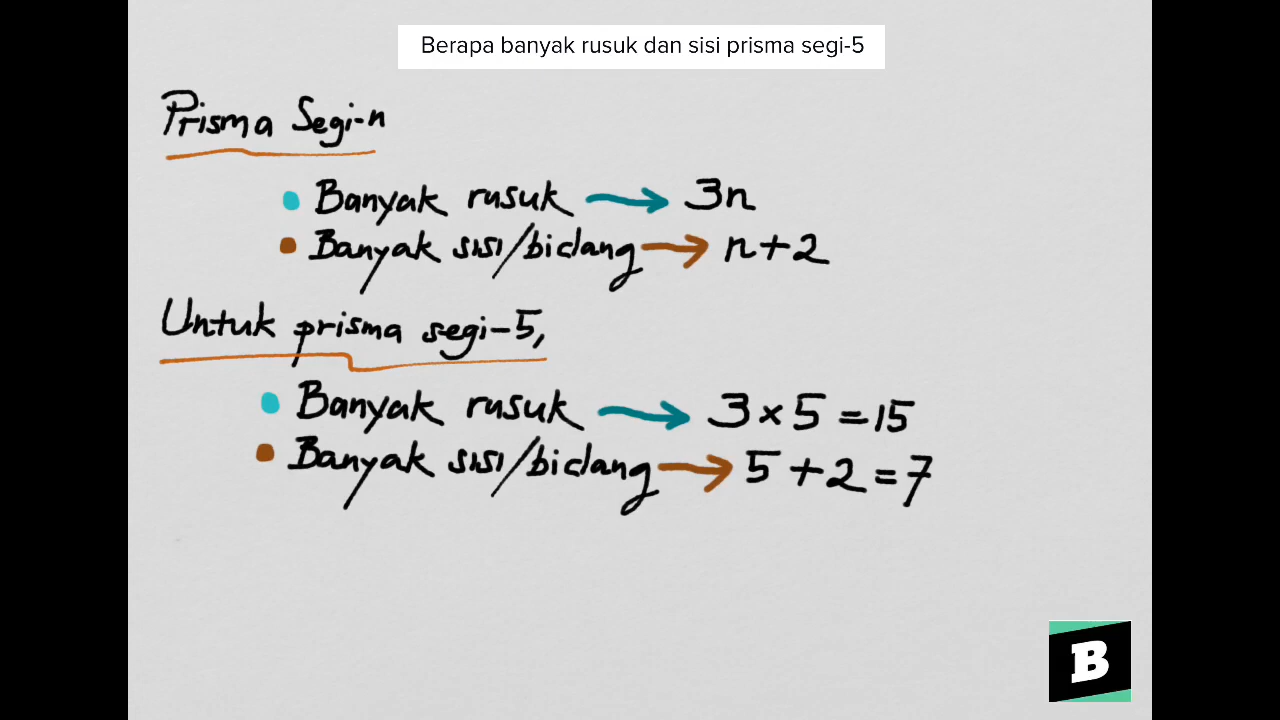 Berapa banyak rusuk dan sisi prisma segi-5
Prisma Segi-n
Banyak rusuk → 3n
Banyak sisi/bidang → n+2
Untuk prisma segi-5,
Banyak rusuk → 3 × 5 = 15
Banyak sisi/bidang → 5 + 2 = 7
B